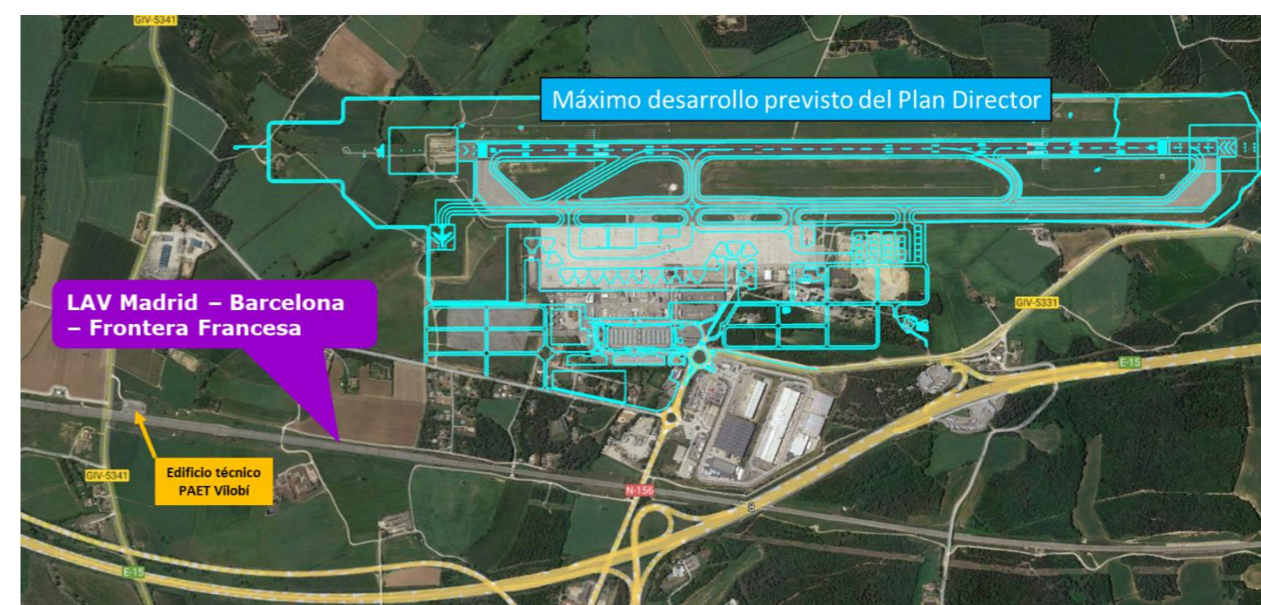 GIV-5341
Máximo desarrollo previsto del Plan Director
LAV Madrid – Barcelona
– Frontera Francesa
GIV-5331
E-15
Edificio técnico
PAET Vilobí
GIV-5341
N-156
8
E-15